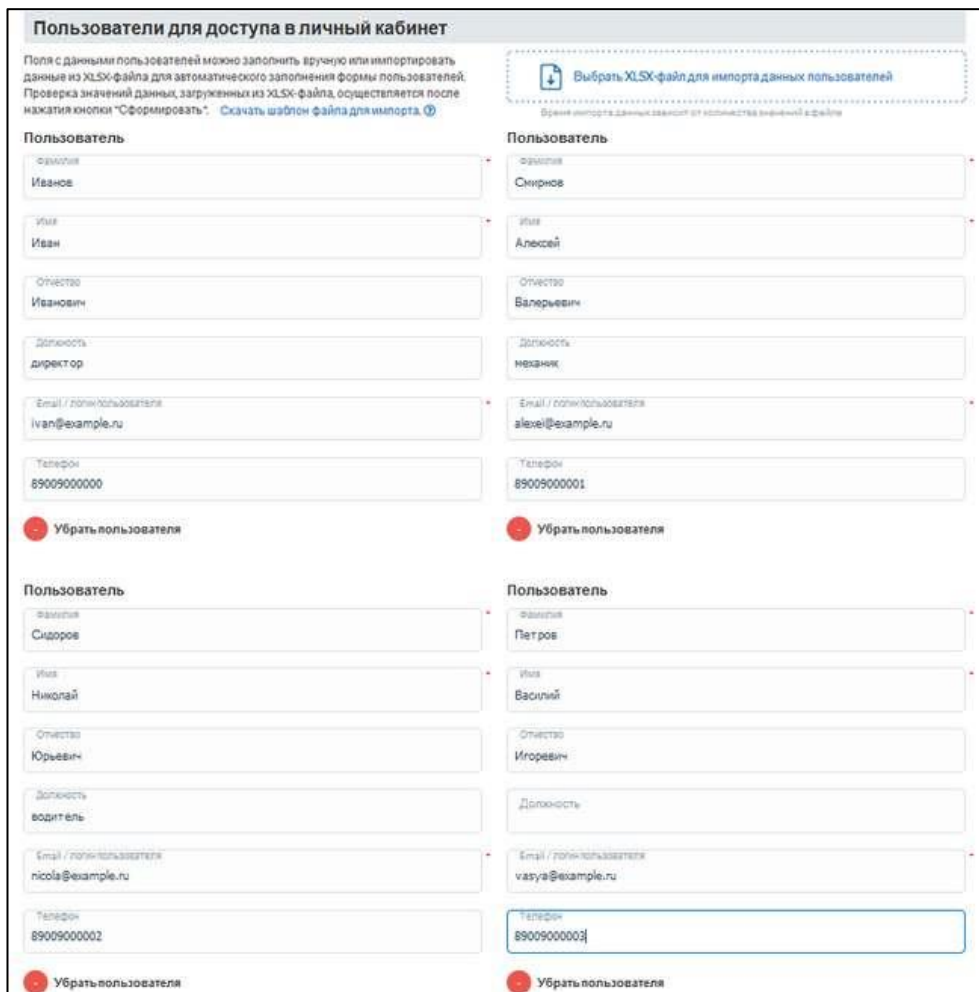 Пользователи для доступа в личный кабинет
Поля с данными пользователей можно заполнить вручную или импортировать
данные из XLSX-файла для автоматического заполнения формы пользователей.
Проверка значений данных, загруженных из XLSX-файла, осуществляется после
нажатия кнопки "Сформировать". Скачать шаблон файла для импорта. ?
Выбрать XLSX-файл для импорта данных пользователей
Время импорта данных зависит от количества значений в файле
Пользователь
Фамилия *
Иванов
Имя *
Иван
Отчество
Иванович
Должность
директор
Email / логин пользователя *
ivan@example.ru
Телефон
89009000000
- Убрать пользователя
Пользователь
Фамилия *
Смирнов
Имя *
Алексей
Отчество
Валерьевич
Должность
механик
Email / логин пользователя *
alexei@example.ru
Телефон
89009000001
- Убрать пользователя
Пользователь
Фамилия *
Сидоров
Имя *
Николай
Отчество
Юрьевич
Должность
водитель
Email / логин пользователя *
nicola@example.ru
Телефон
89009000002
- Убрать пользователя
Пользователь
Фамилия *
Петров
Имя *
Василий
Отчество
Игоревич
Должность
Email / логин пользователя *
vasya@example.ru
Телефон
89009000003
- Убрать пользователя